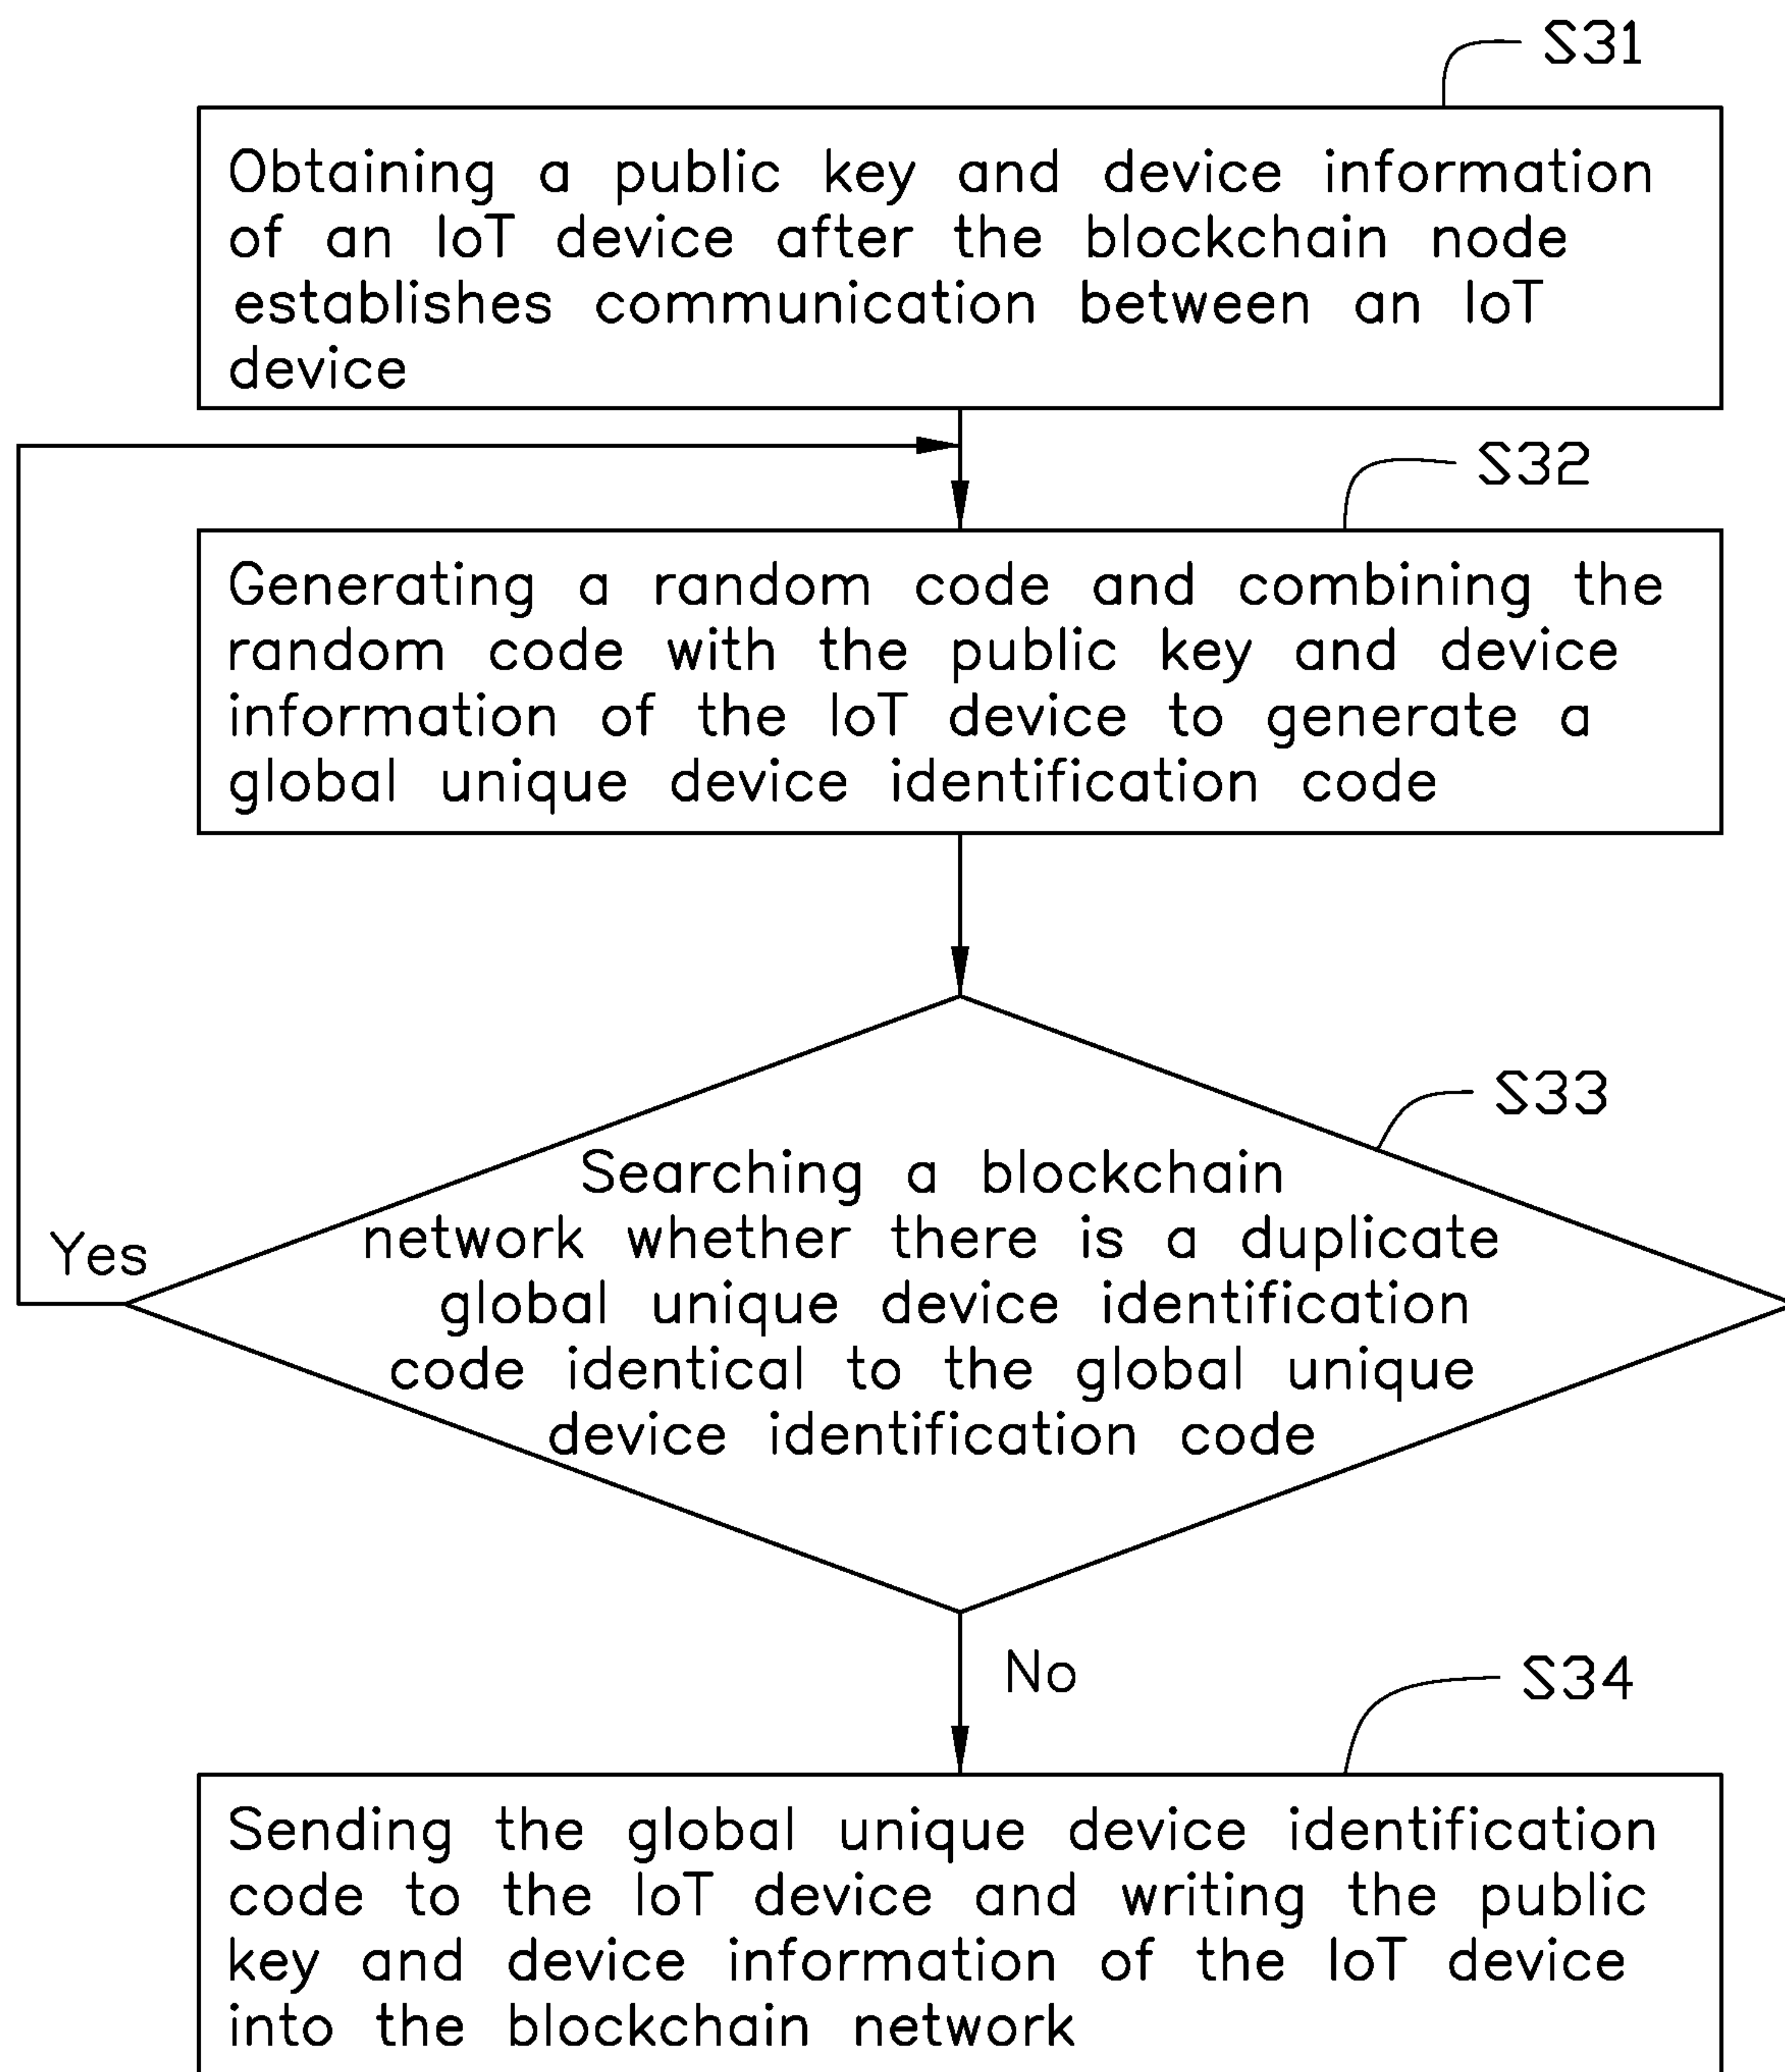 S31
Obtaining a public key and device information
of an IoT device after the blockchain node
establishes communication between an IoT
device
S32
Generating a random code and combining the
random code with the public key and device
information of the IoT device to generate a
global unique device identification code
S33
Searching a blockchain
network whether there is a duplicate
global unique device identification
code identical to the global unique
device identification code
Yes
No
S34
Sending the global unique device identification
code to the IoT device and writing the public
key and device information of the IoT device
into the blockchain network